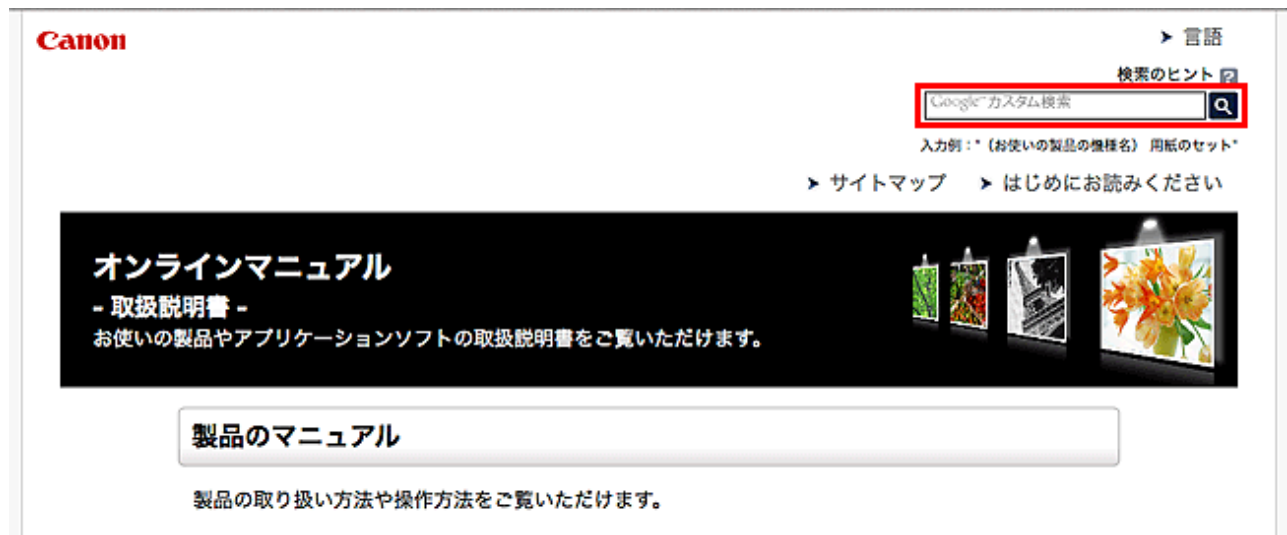 Canon
言語
検索のヒント ?
Google™カスタム検索
入力例："（お使いの製品の機種名） 用紙のセット"
サイトマップ はじめにお読みください
オンラインマニュアル
- 取扱説明書 -
お使いの製品やアプリケーションソフトの取扱説明書をご覧いただけます。
製品のマニュアル
製品の取り扱い方法や操作方法をご覧いただけます。